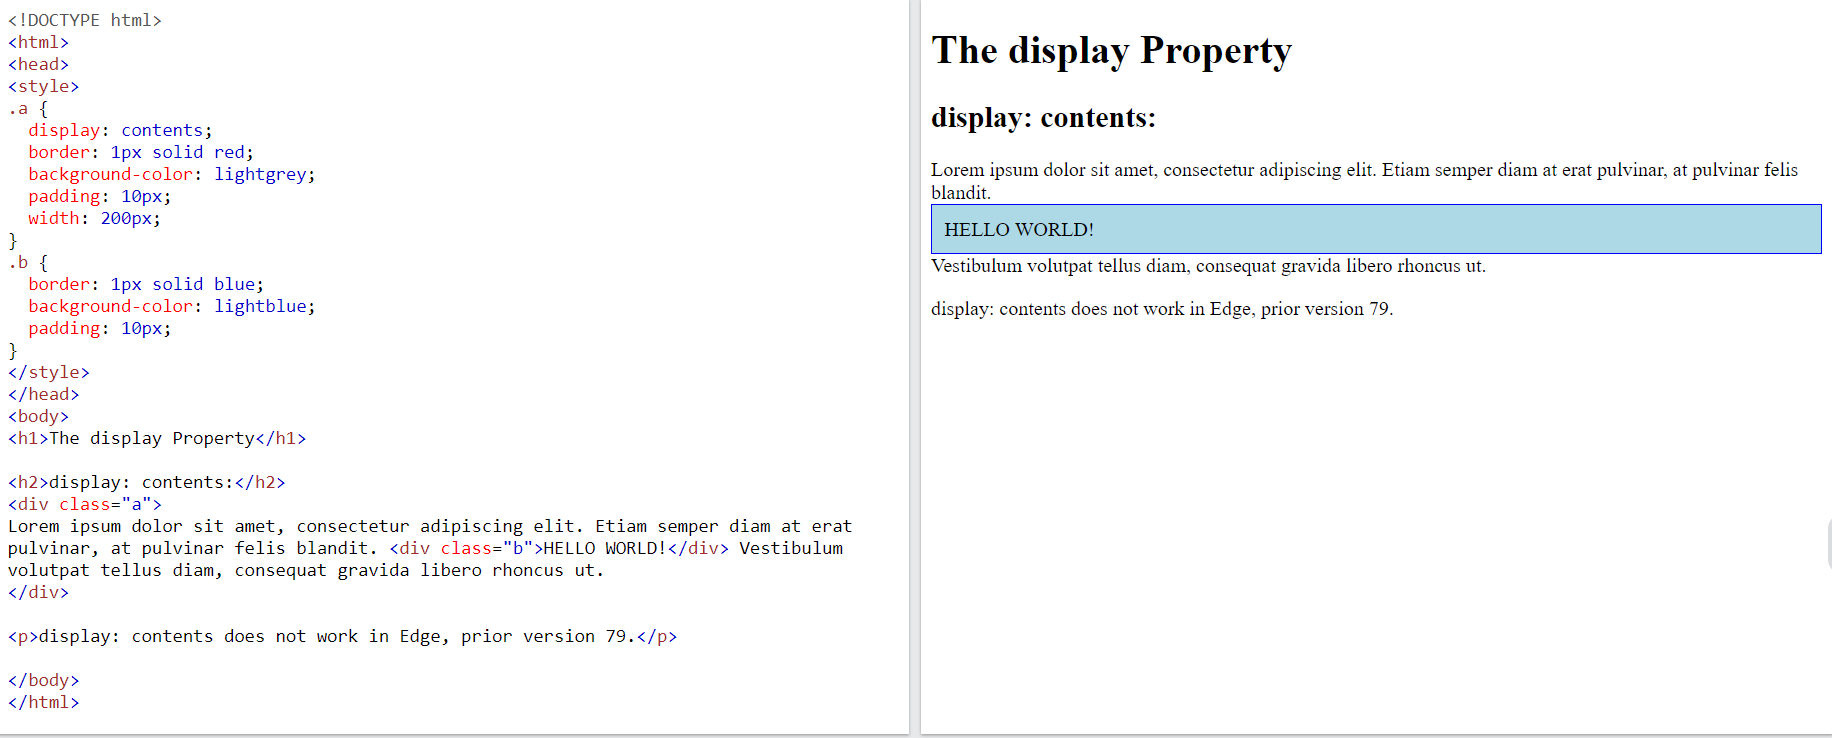 <!DOCTYPE html>
<html>
<head>
<style>
.a {
  display: contents;
  border: 1px solid red;
  background-color: lightgrey;
  padding: 10px;
  width: 200px;
}
.b {
  border: 1px solid blue;
  background-color: lightblue;
  padding: 10px;
}
</style>
</head>
<body>
<h1>The display Property</h1>
<h2>display: contents:</h2>
<div class="a">
Lorem ipsum dolor sit amet, consectetur adipiscing elit. Etiam semper diam at erat
pulvinar, at pulvinar felis blandit. <div class="b">HELLO WORLD!</div> Vestibulum
volutpat tellus diam, consequat gravida libero rhoncus ut.
</div>
<p>display: contents does not work in Edge, prior version 79.</p>
</body>
</html>
The display Property
display: contents:
Lorem ipsum dolor sit amet, consectetur adipiscing elit. Etiam semper diam at erat pulvinar, at pulvinar felis
blandit.
HELLO WORLD!
Vestibulum volutpat tellus diam, consequat gravida libero rhoncus ut.
display: contents does not work in Edge, prior version 79.